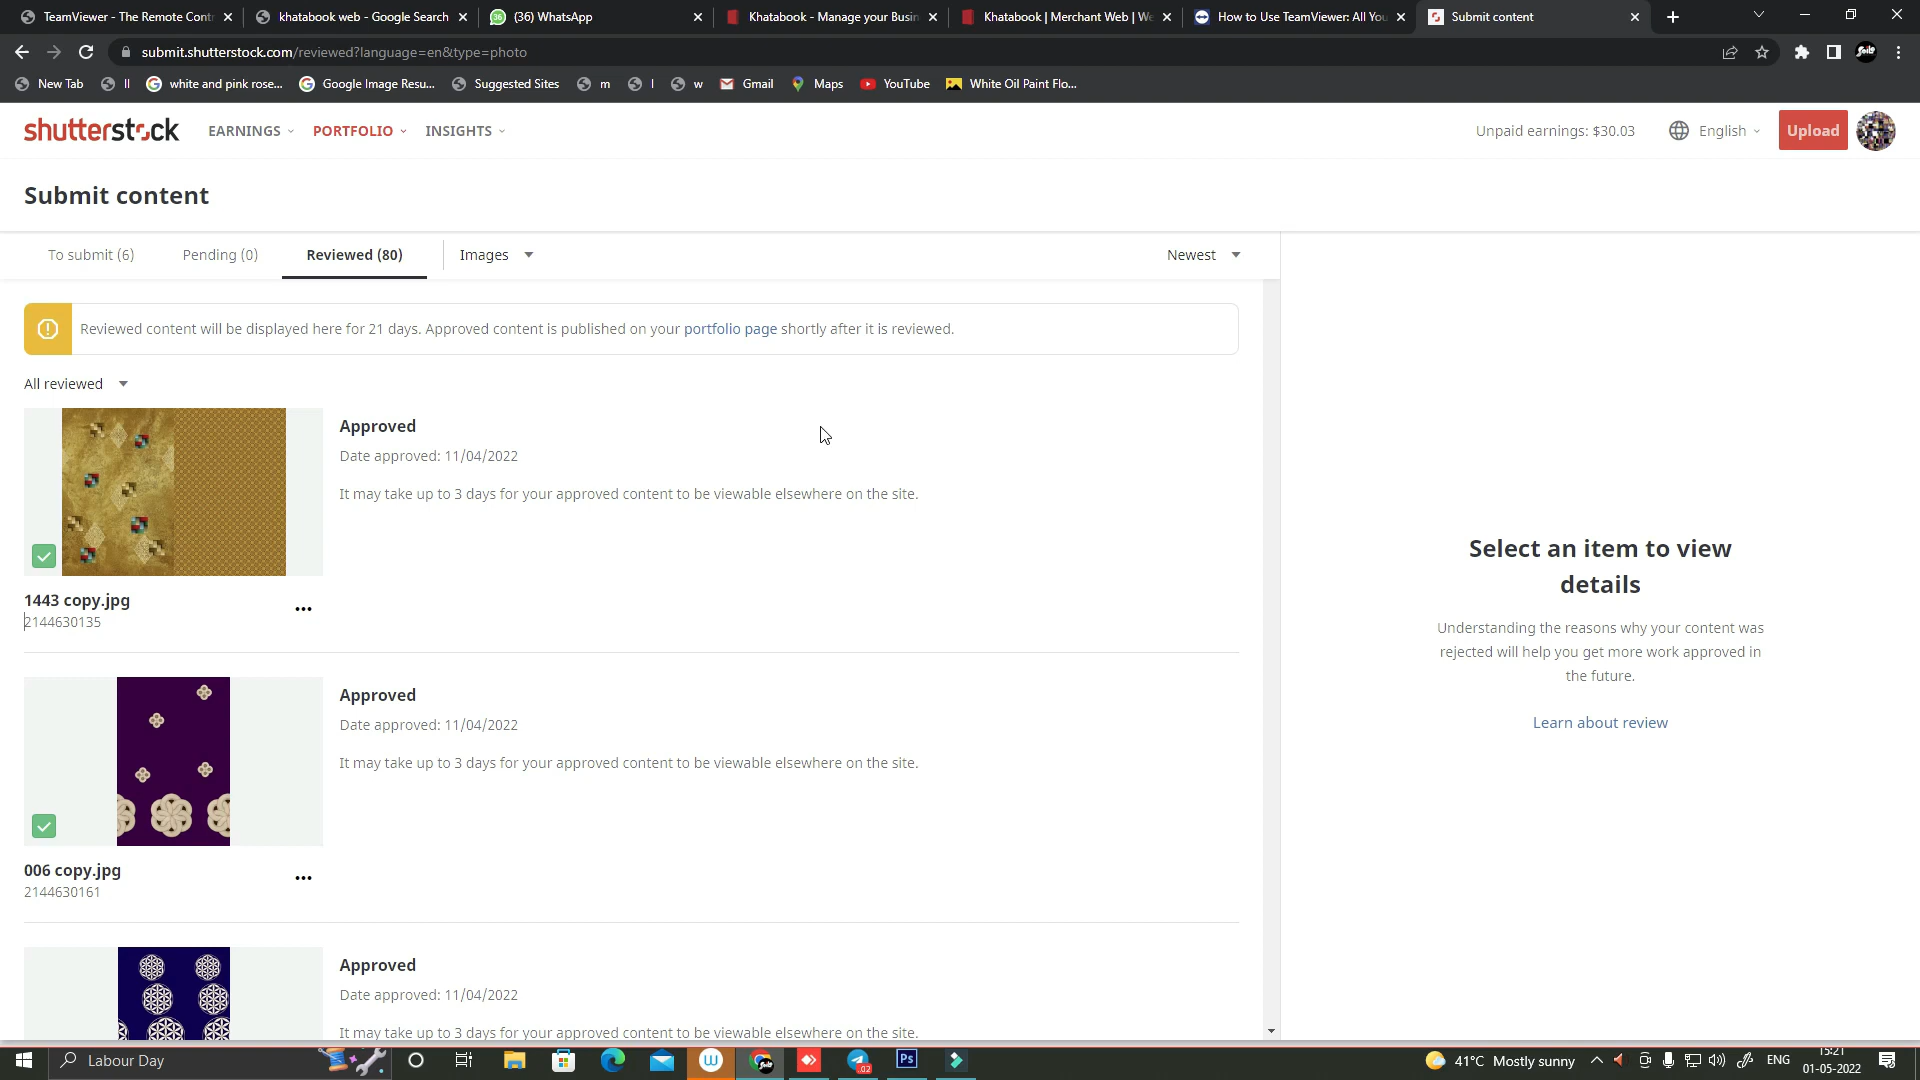 TeamViewer - The Remote Contr
khatabook web - Google Search
(36) WhatsApp
Khatabook - Manage your Busin
Khatabook | Merchant Web | We
How to Use TeamViewer: All You
Submit content
submit.shutterstock.com/reviewed?language=en&type=photo
New Tab
ll
white and pink rose...
Google Image Resu...
Suggested Sites
m
l
w
Gmail
Maps
YouTube
White Oil Paint Flo...
shutterstock
EARNINGS
PORTFOLIO
INSIGHTS
Unpaid earnings: $30.03
English
Upload
Submit content
To submit (6)
Pending (0)
Reviewed (80)
Images
Newest
Reviewed content will be displayed here for 21 days. Approved content is published on your portfolio page shortly after it is reviewed.
All reviewed
Approved
Date approved: 11/04/2022
It may take up to 3 days for your approved content to be viewable elsewhere on the site.
1443 copy.jpg
2144630135
Approved
Date approved: 11/04/2022
It may take up to 3 days for your approved content to be viewable elsewhere on the site.
006 copy.jpg
2144630161
Approved
Date approved: 11/04/2022
It may take up to 3 days for your approved content to be viewable elsewhere on the site.
Select an item to view
details
Understanding the reasons why your content was
rejected will help you get more work approved in
the future.
Learn about review
Labour Day
Ps
41°C Mostly sunny
ENG
15:21
01-05-2022